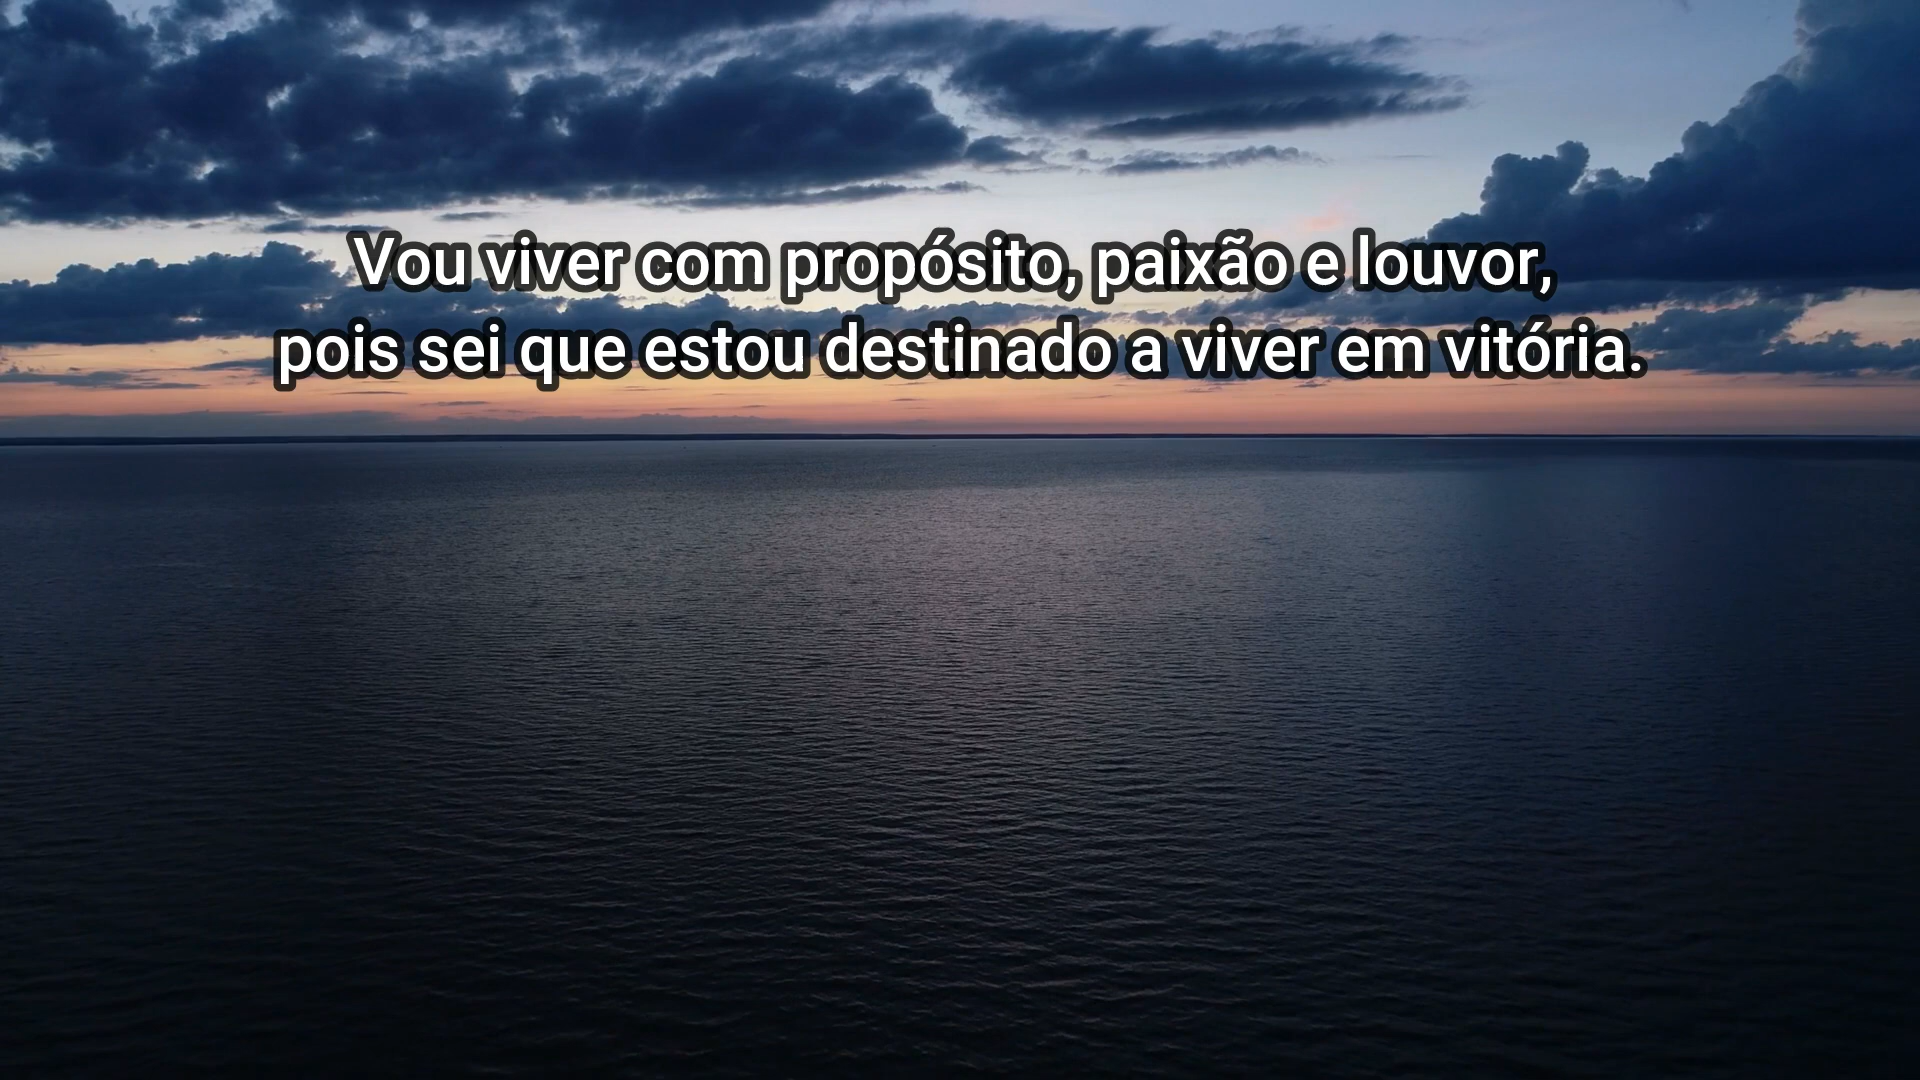 Vou viver com propósito, paixão e louvor,
pois sei que estou destinado a viver em vitória.